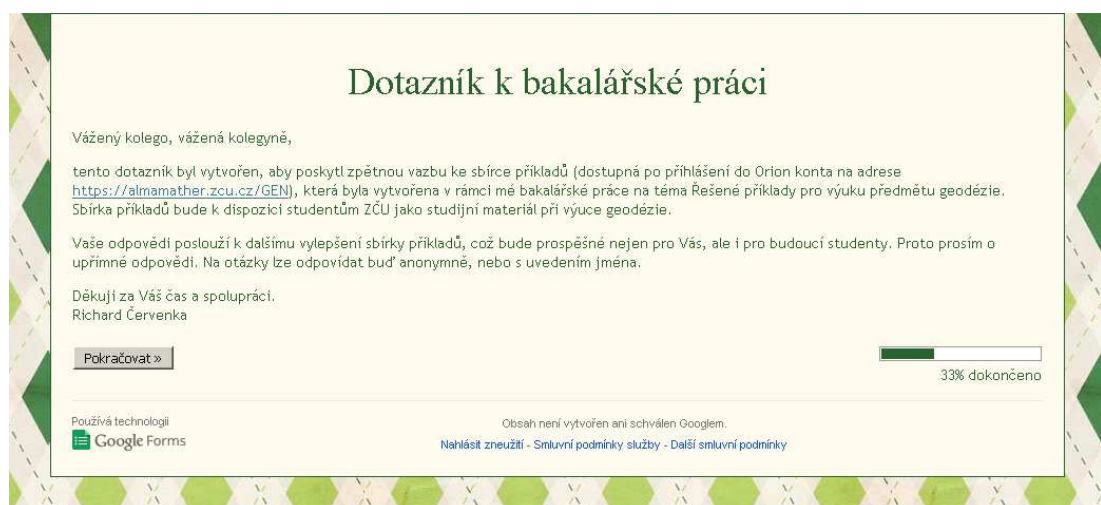 Dotazník k bakalářské práci
Vážený kolego, vážená kolegyně,
tento dotazník byl vytvořen, aby poskytl zpětnou vazbu ke sbírce příkladů (dostupná po přihlášení do Orion konta na adrese
https://almamather.zcu.cz/GEN), která byla vytvořena v rámci mé bakalářské práce na téma Řešené příklady pro výuku předmětu geodézie.
Sbírka příkladů bude k dispozici studentům ZČU jako studijní materiál při výuce geodézie.
Vaše odpovědi poslouží k dalšímu vylepšení sbírky příkladů, což bude prospěšné nejen pro Vás, ale i pro budoucí studenty. Proto prosím o
upřímné odpovědi. Na otázky lze odpovídat buď anonymně, nebo s uvedením jména.
Děkuji za Váš čas a spolupráci.
Richard Červenka
Pokračovat »
33% dokončeno
Používá technologii
Google Forms
Obsah není vytvořen ani schválen Googlem.
Nahlásit zneužití - Smluvní podmínky služby - Další smluvní podmínky